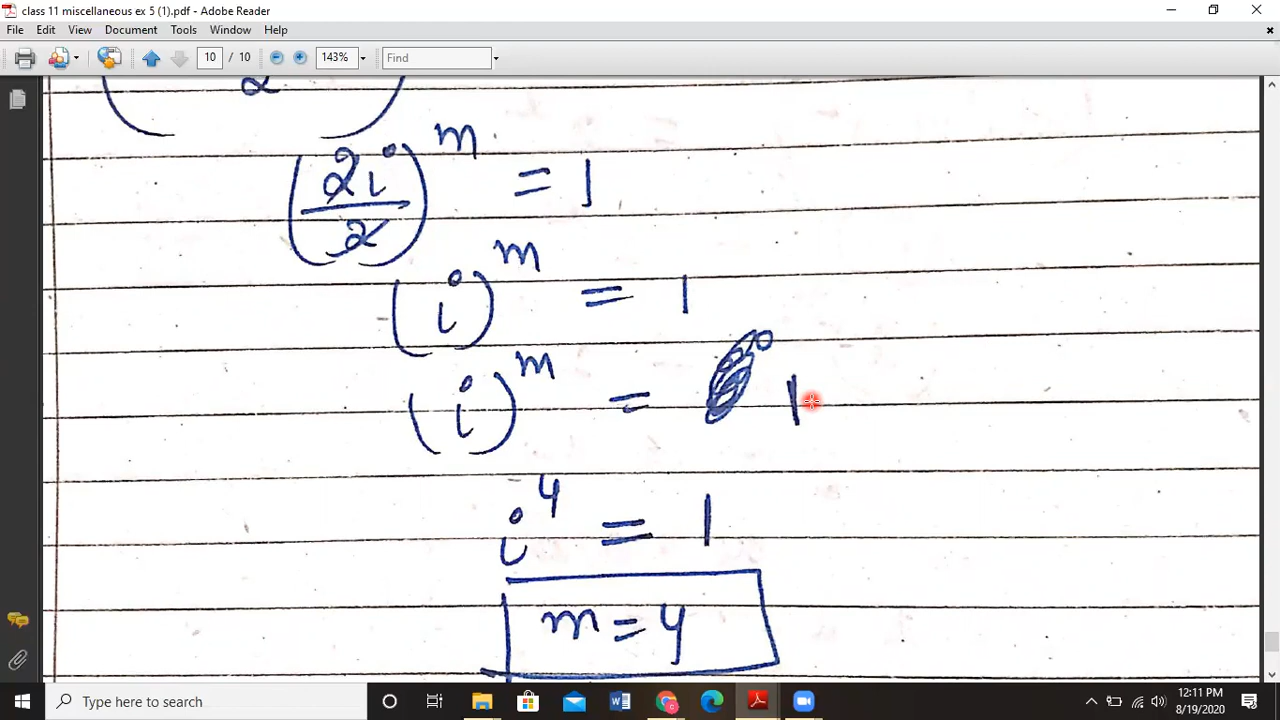 class 11 miscellaneous ex 5 (1).pdf - Adobe Reader
File Edit View Document Tools Window Help
10 / 10 143% Find
2
(2i/2)^m = 1
(i)^m = 1
(i)^m = 1
i^4 = 1
m = 4
Type here to search
12:11 PM
8/19/2020